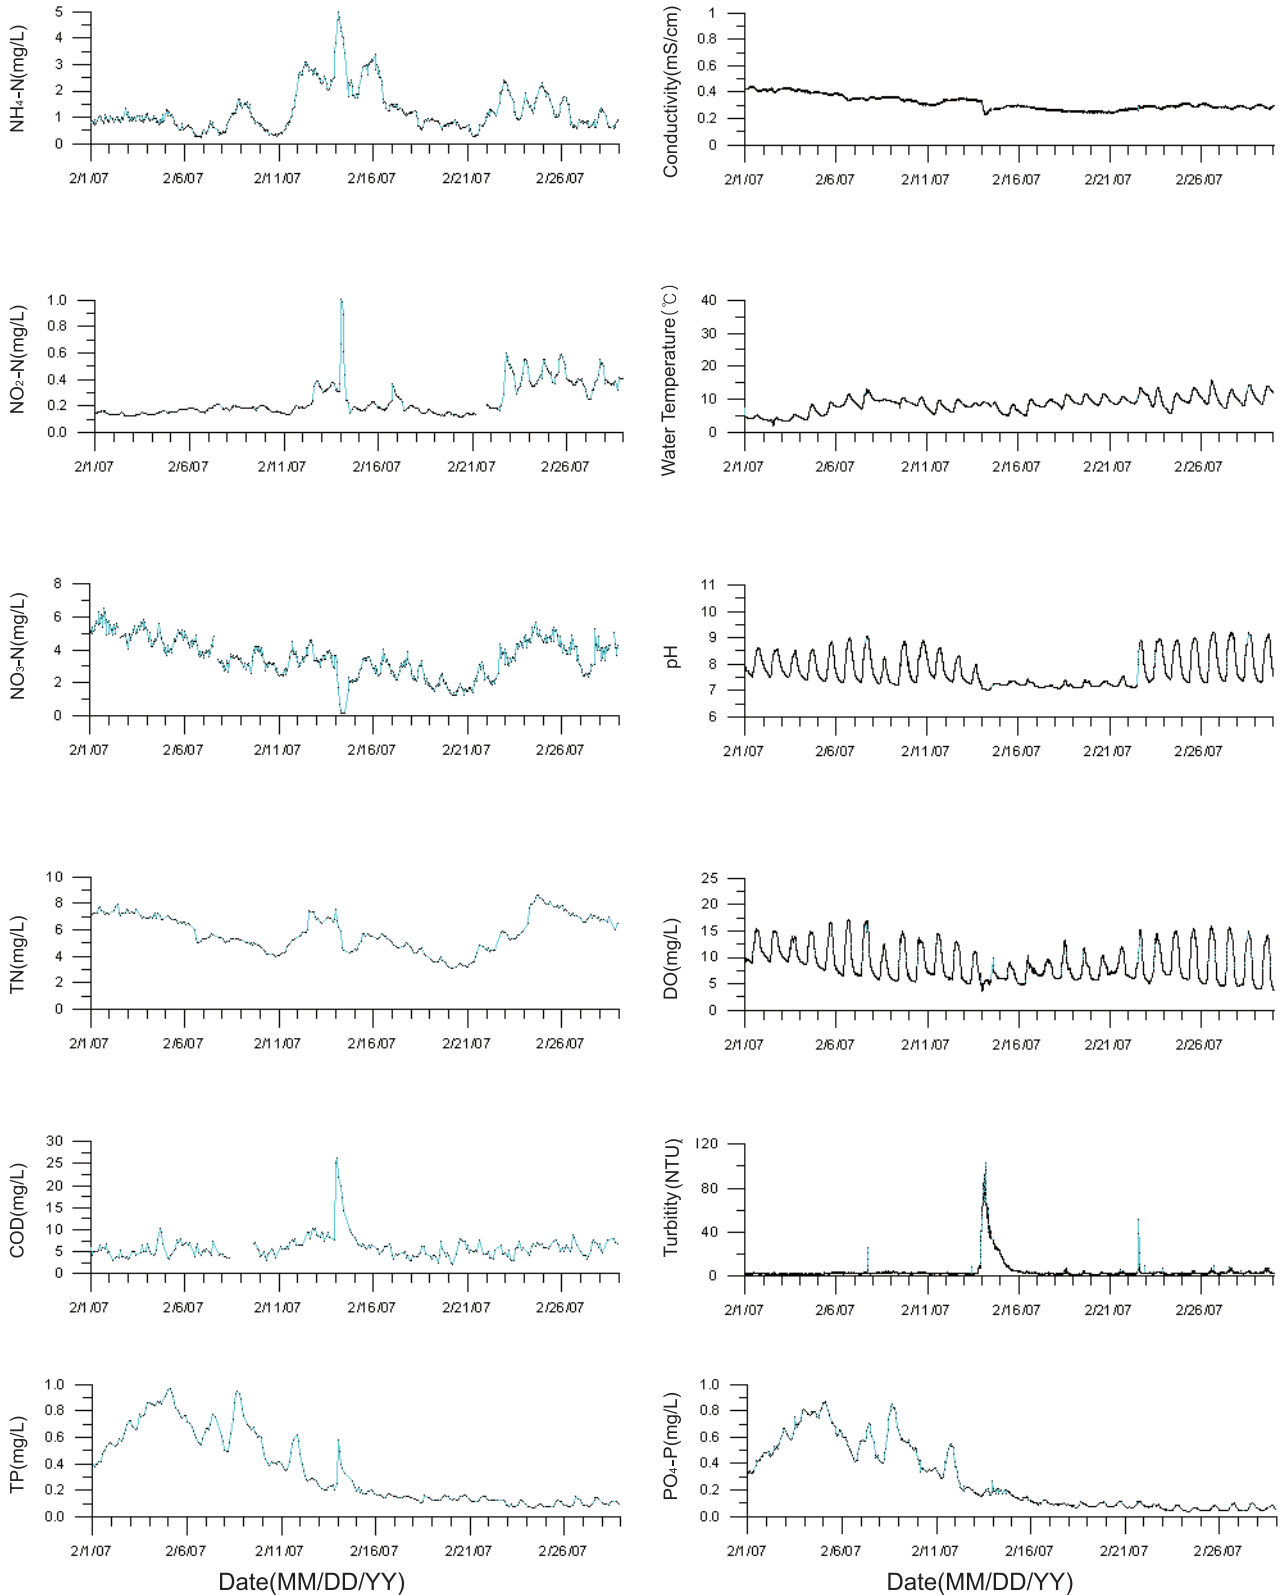 NH₄-N(mg/L)
5
4
3
2
1
0
2/1/07 2/6/07 2/11/07 2/16/07 2/21/07 2/26/07
Conductivity(mS/cm)
1
0.8
0.6
0.4
0.2
0
2/1/07 2/6/07 2/11/07 2/16/07 2/21/07 2/26/07
NO₂-N(mg/L)
1.0
0.8
0.6
0.4
0.2
0.0
2/1/07 2/6/07 2/11/07 2/16/07 2/21/07 2/26/07
Water Temperature(℃)
40
30
20
10
0
2/1/07 2/6/07 2/11/07 2/16/07 2/21/07 2/26/07
NO₃-N(mg/L)
8
6
4
2
0
2/1/07 2/6/07 2/11/07 2/16/07 2/21/07 2/26/07
pH
11
10
9
8
7
6
2/1/07 2/6/07 2/11/07 2/16/07 2/21/07 2/26/07
TN(mg/L)
10
8
6
4
2
0
2/1/07 2/6/07 2/11/07 2/16/07 2/21/07 2/26/07
DO(mg/L)
25
20
15
10
5
0
2/1/07 2/6/07 2/11/07 2/16/07 2/21/07 2/26/07
COD(mg/L)
30
25
20
15
10
5
0
2/1/07 2/6/07 2/11/07 2/16/07 2/21/07 2/26/07
Turbitity (NTU)
120
80
40
0
2/1/07 2/6/07 2/11/07 2/16/07 2/21/07 2/26/07
TP(mg/L)
1.0
0.8
0.6
0.4
0.2
0.0
2/1/07 2/6/07 2/11/07 2/16/07 2/21/07 2/26/07
Date(MM/DD/YY)
PO₄-P(mg/L)
1.0
0.8
0.6
0.4
0.2
0.0
2/1/07 2/6/07 2/11/07 2/16/07 2/21/07 2/26/07
Date(MM/DD/YY)